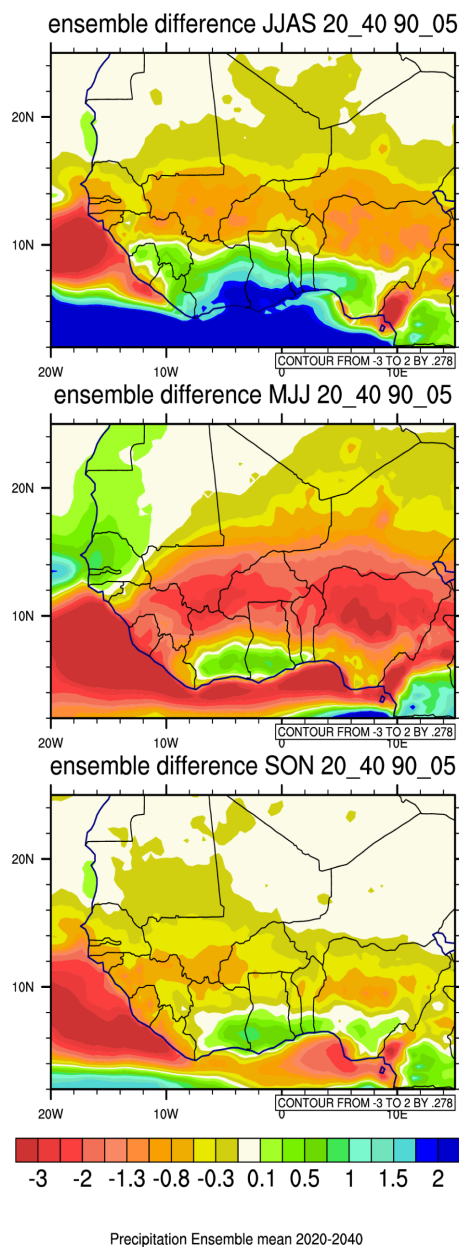 ensemble difference JJAS 20_40 90_05
20N
10N
CONTOUR FROM -3 TO 2 BY .278
20W 10W 0 10E
ensemble difference MJJ 20_40 90_05
20N
10N
CONTOUR FROM -3 TO 2 BY .278
20W 10W 0 10E
ensemble difference SON 20_40 90_05
20N
10N
CONTOUR FROM -3 TO 2 BY .278
20W 10W 0 10E
-3 -2 -1.3 -0.8 -0.3 0.1 0.5 1 1.5 2
Precipitation Ensemble mean 2020-2040